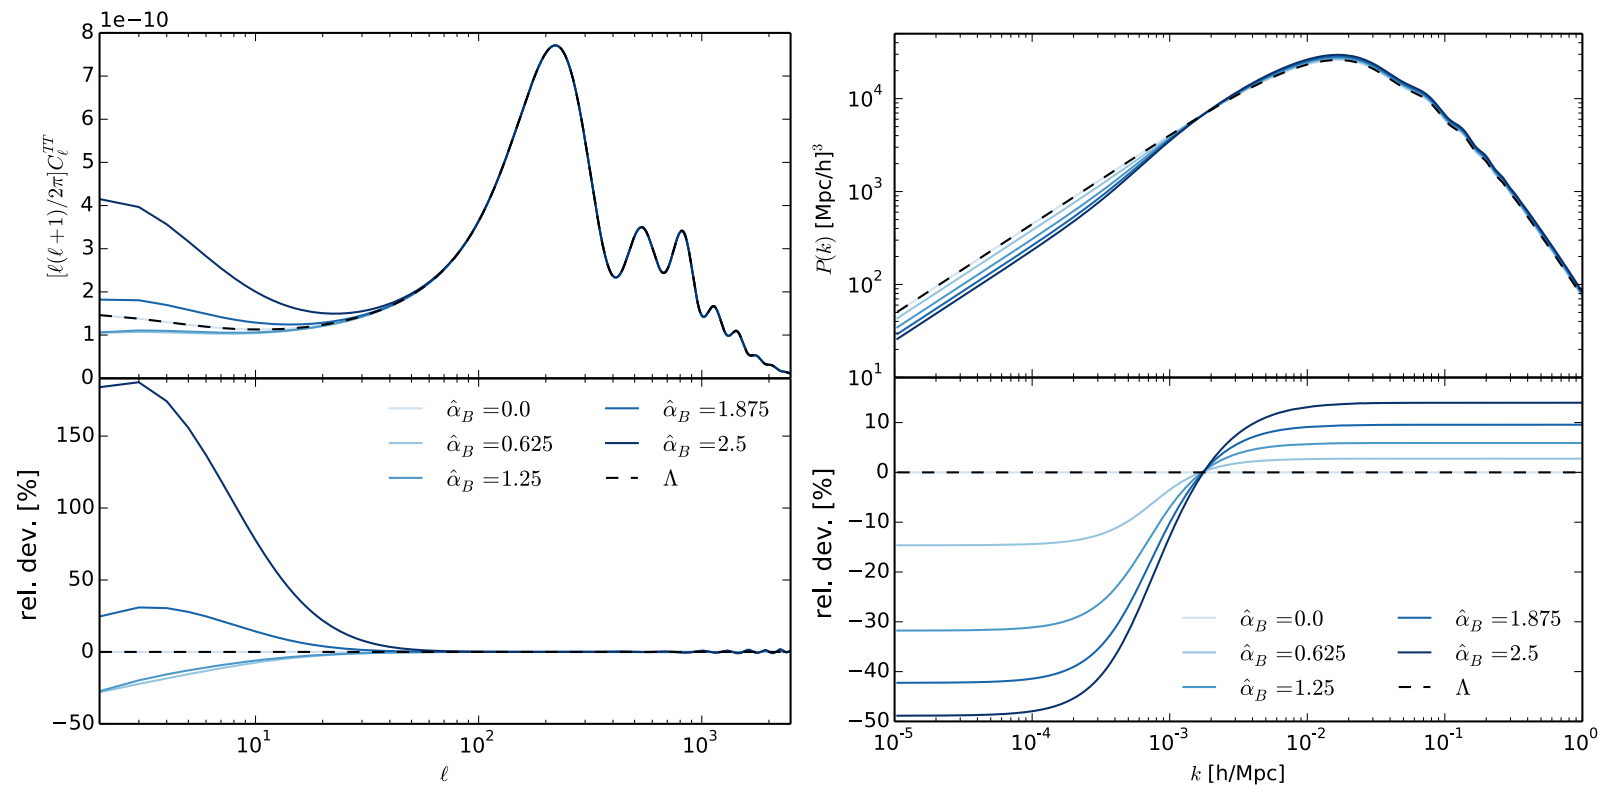 1e−10
8
7
6
5
4
3
2
1
0
[ℓ(ℓ+1)/2π]C_ℓ^{TT}
150
100
50
0
−50
rel. dev. [%]
α̂_B =0.0
α̂_B =0.625
α̂_B =1.25
α̂_B =1.875
α̂_B =2.5
Λ
10^1 10^2 10^3
ℓ
10^4
10^3
10^2
10^1
P(k) [Mpc/h]^3
10
0
−10
−20
−30
−40
−50
rel. dev. [%]
α̂_B =0.0
α̂_B =0.625
α̂_B =1.25
α̂_B =1.875
α̂_B =2.5
Λ
10^-5 10^-4 10^-3 10^-2 10^-1 10^0
k [h/Mpc]